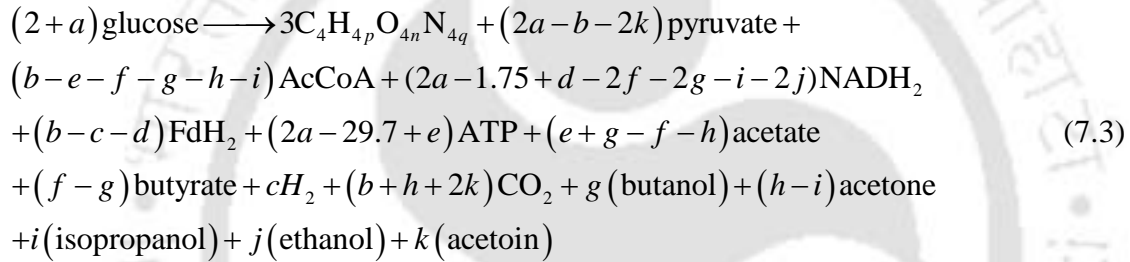 (2+a)glucose⟶3C₄H₄ₚO₄ₙN₄q + (2a−b−2k)pyruvate +
(b−e−f−g−h−i)AcCoA+(2a−1.75+d−2f−2g−i−2j)NADH₂
+(b−c−d)FdH₂+(2a−29.7+e)ATP+(e+g−f−h)acetate (7.3)
+(f−g)butyrate+cH₂+(b+h+2k)CO₂+g(butanol)+(h−i)acetone
+i(isopropanol)+j(ethanol)+k(acetoin)